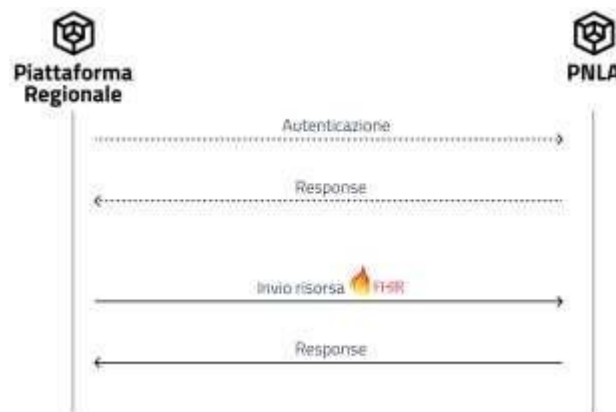 Piattaforma
Regionale
PNLA
Autenticazione
Response
Invio risorsa FHIR
Response